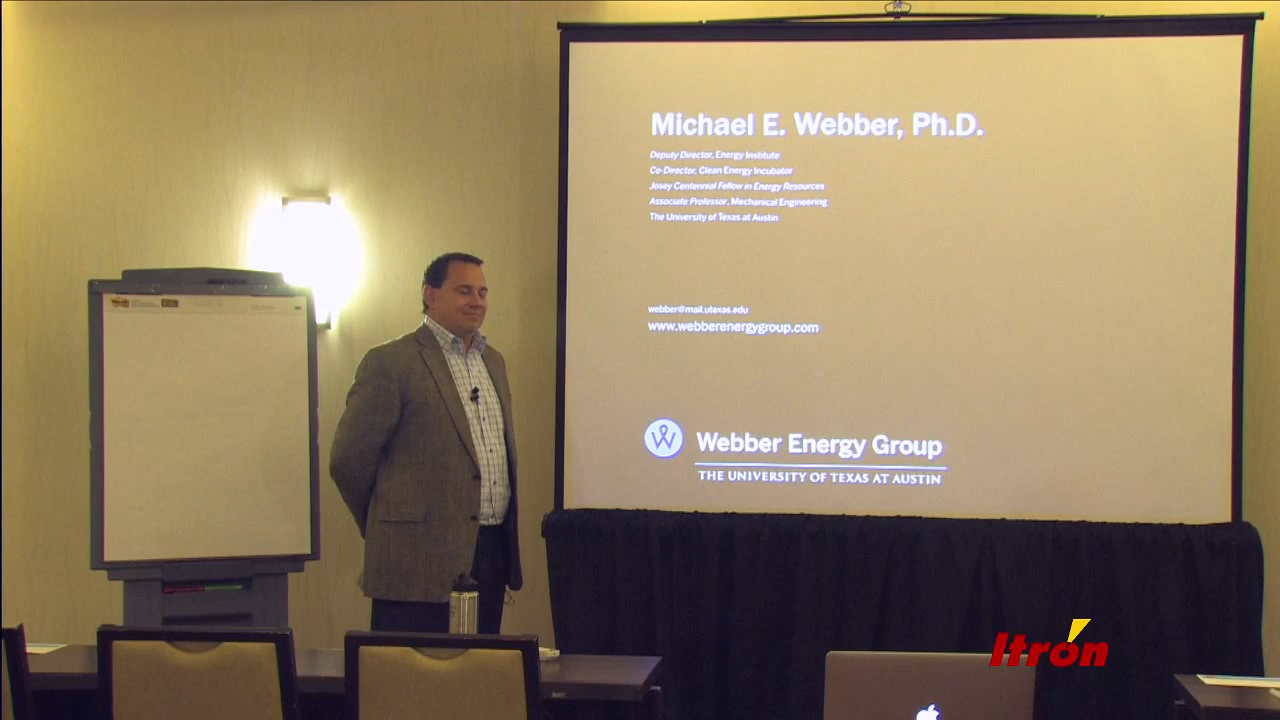 Michael E. Webber, Ph.D.
Deputy Director, Energy Institute
Co-Director, Clean Energy Incubator
Josey Centennial Fellow in Energy Resources
Associate Professor, Mechanical Engineering
The University of Texas at Austin
webber@mail.utexas.edu
www.webberenergygroup.com
W Webber Energy Group
THE UNIVERSITY OF TEXAS AT AUSTIN
Itrón